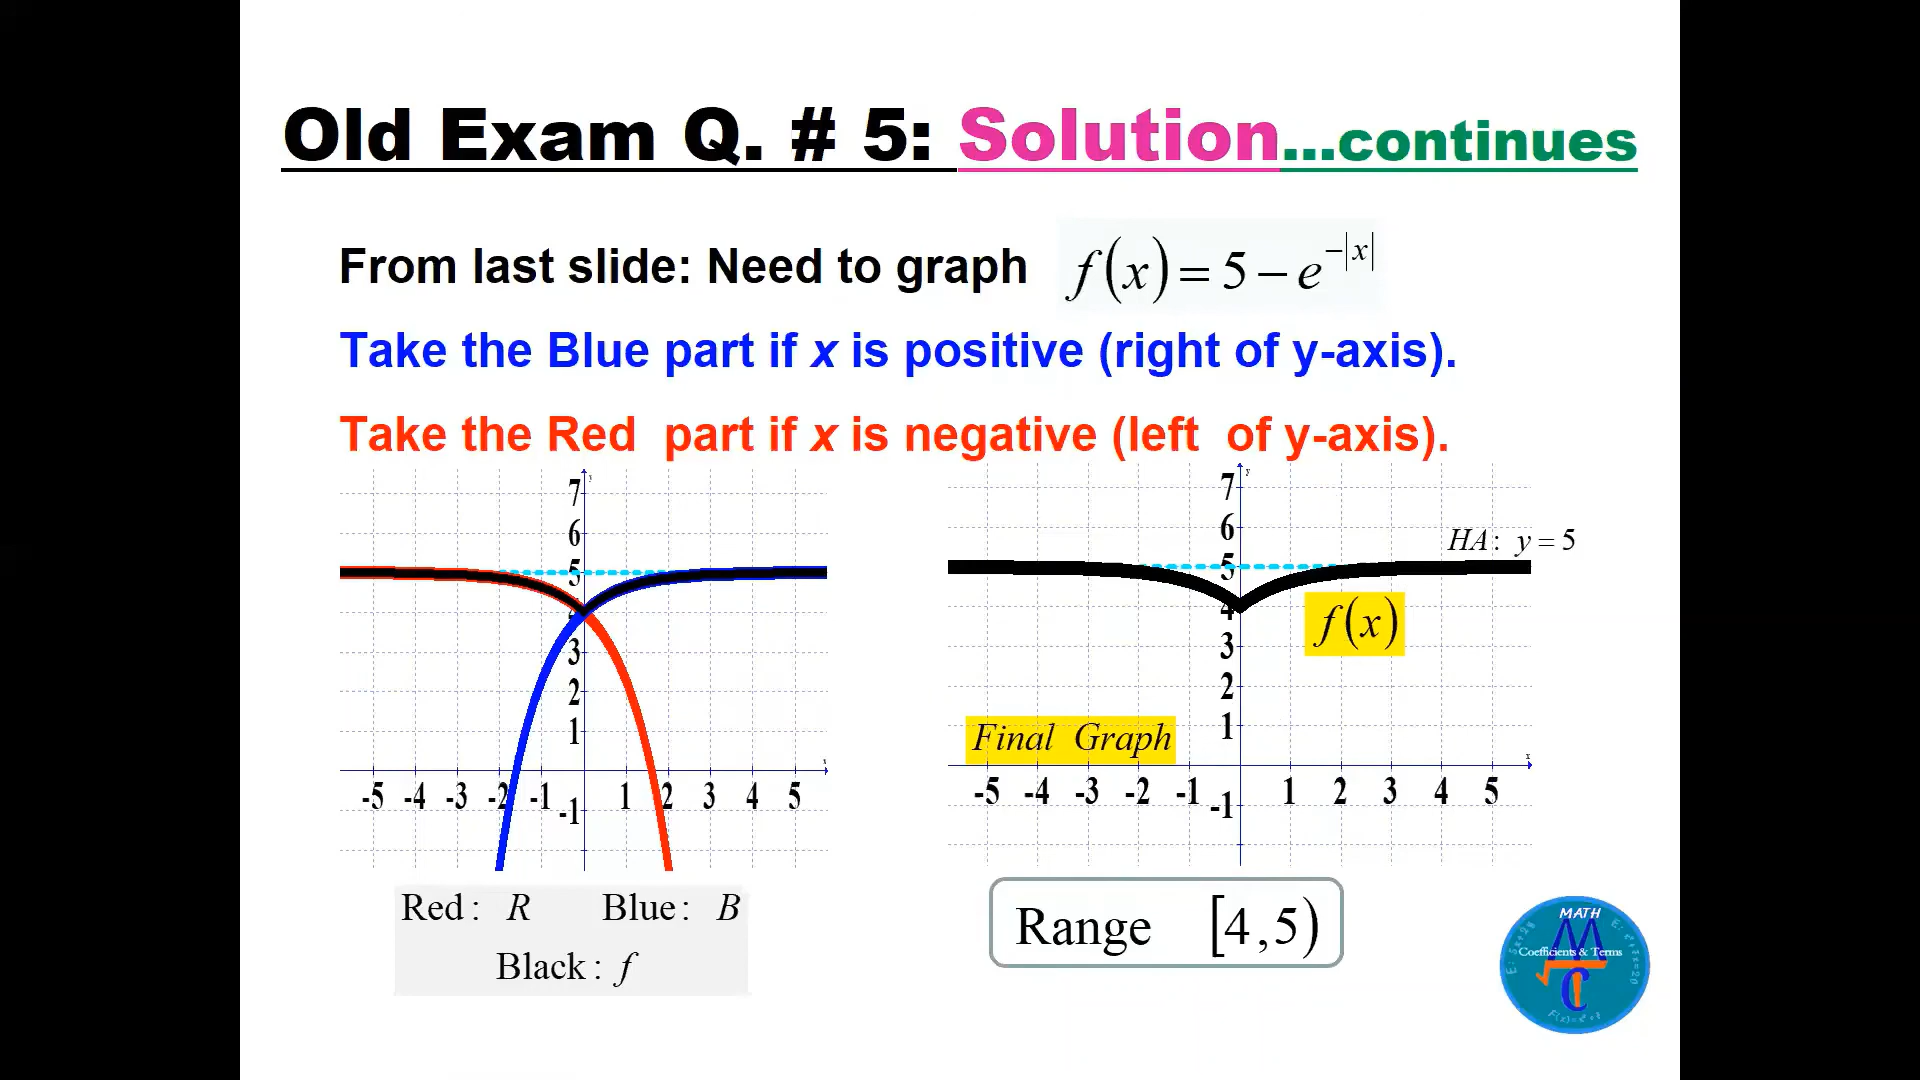 Old Exam Q. # 5: Solution...continues
From last slide: Need to graph f(x) = 5 − e^{−|x|}
Take the Blue part if x is positive (right of y-axis).
Take the Red part if x is negative (left of y-axis).
y
7
6
5
4
3
2
1
-5 -4 -3 -2 -1 1 2 3 4 5
x
-1
Red: R Blue: B
Black: f
y
7
6
HA: y = 5
5
4
f(x)
3
2
1
Final Graph
x
-5 -4 -3 -2 -1 1 2 3 4 5
-1
Range [4,5)
MATH
M
Coefficients & Terms
C